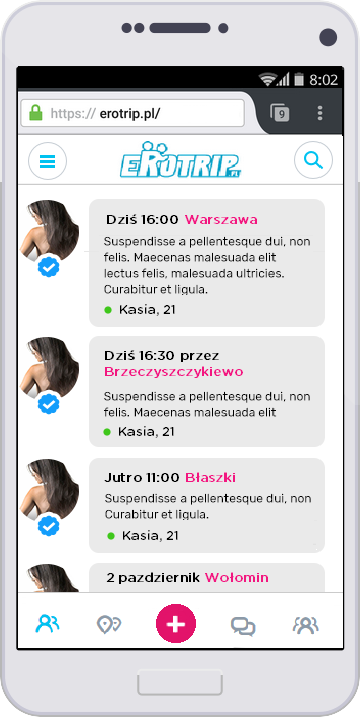 8:02
https:// erotrip.pl/
9
EROTRIP.PL
Dziś 16:00 Warszawa
Suspendisse a pellentesque dui, non
felis. Maecenas malesuada elit
lectus felis, malesuada ultricies.
Curabitur et ligula.
Kasia, 21
Dziś 16:30 przez
Brzeczyszczykiewo
Suspendisse a pellentesque dui, non
felis. Maecenas malesuada elit
Kasia, 21
Jutro 11:00 Błaszki
Suspendisse a pellentesque dui, non
Curabitur et ligula.
Kasia, 21
2 pazdziernik Wołomin